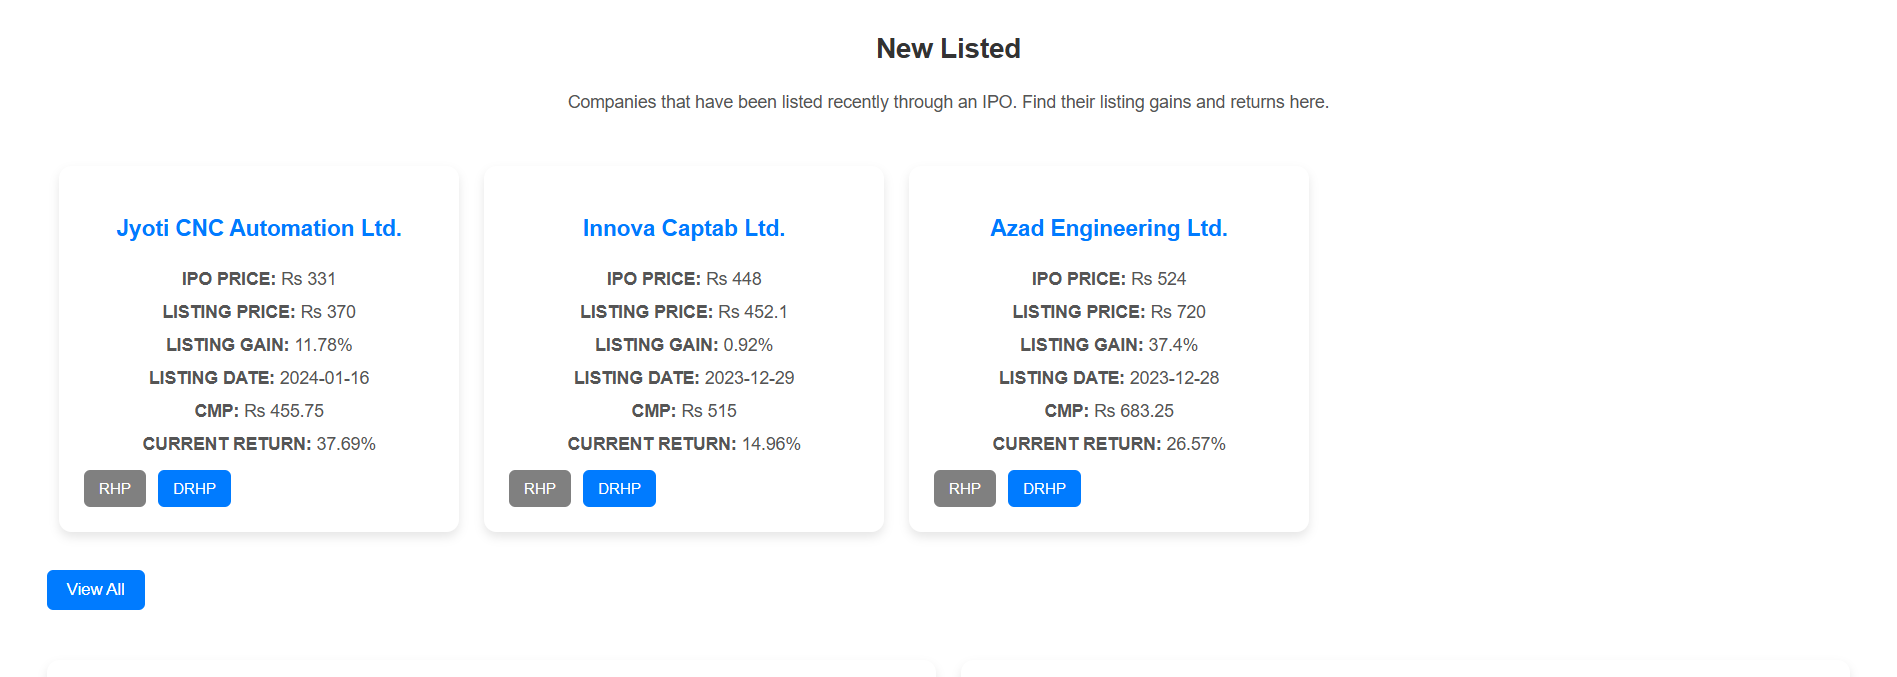 New Listed
Companies that have been listed recently through an IPO. Find their listing gains and returns here.
Jyoti CNC Automation Ltd.
IPO PRICE: Rs 331
LISTING PRICE: Rs 370
LISTING GAIN: 11.78%
LISTING DATE: 2024-01-16
CMP: Rs 455.75
CURRENT RETURN: 37.69%
RHP DRHP
Innova Captab Ltd.
IPO PRICE: Rs 448
LISTING PRICE: Rs 452.1
LISTING GAIN: 0.92%
LISTING DATE: 2023-12-29
CMP: Rs 515
CURRENT RETURN: 14.96%
RHP DRHP
Azad Engineering Ltd.
IPO PRICE: Rs 524
LISTING PRICE: Rs 720
LISTING GAIN: 37.4%
LISTING DATE: 2023-12-28
CMP: Rs 683.25
CURRENT RETURN: 26.57%
RHP DRHP
View All